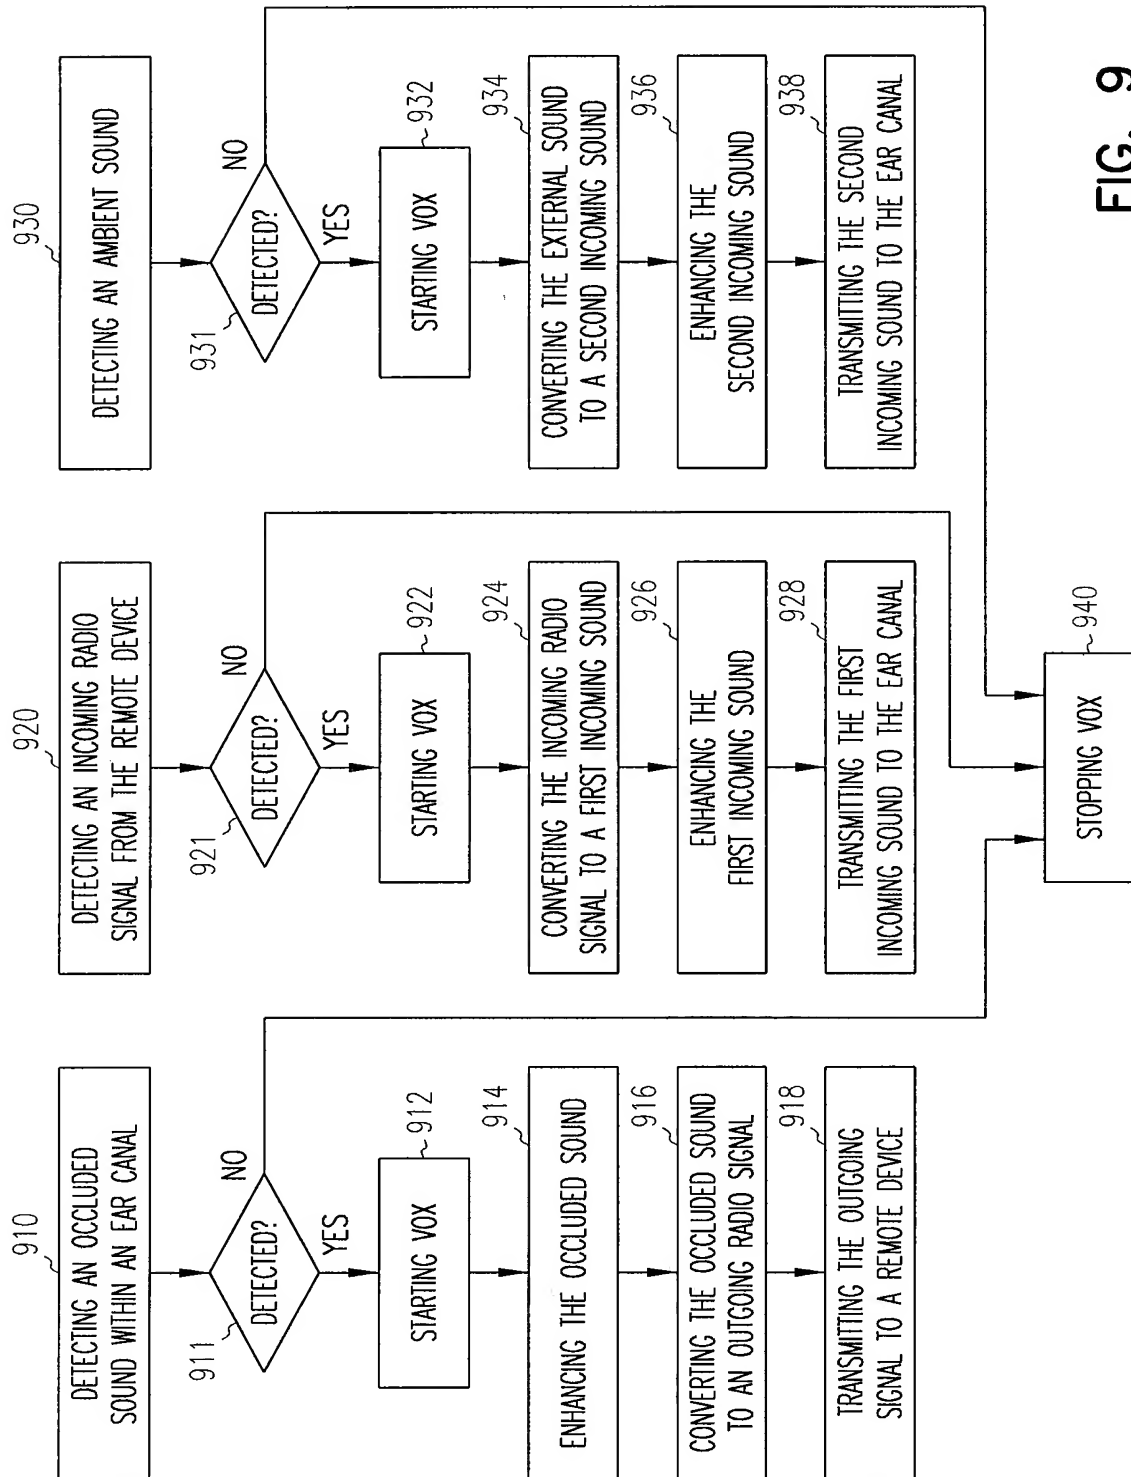 910
DETECTING AN OCCLUDED
SOUND WITHIN AN EAR CANAL
911
DETECTED?
NO
YES
912
STARTING VOX
914
ENHANCING THE OCCLUDED SOUND
916
CONVERTING THE OCCLUDED SOUND
TO AN OUTGOING RADIO SIGNAL
918
TRANSMITTING THE OUTGOING
SIGNAL TO A REMOTE DEVICE
920
DETECTING AN INCOMING RADIO
SIGNAL FROM THE REMOTE DEVICE
921
DETECTED?
NO
YES
922
STARTING VOX
924
CONVERTING THE INCOMING RADIO
SIGNAL TO A FIRST INCOMING SOUND
926
ENHANCING THE
FIRST INCOMING SOUND
928
TRANSMITTING THE FIRST
INCOMING SOUND TO THE EAR CANAL
930
DETECTING AN AMBIENT SOUND
931
DETECTED?
NO
YES
932
STARTING VOX
934
CONVERTING THE EXTERNAL SOUND
TO A SECOND INCOMING SOUND
936
ENHANCING THE
SECOND INCOMING SOUND
938
TRANSMITTING THE SECOND
INCOMING SOUND TO THE EAR CANAL
940
STOPPING VOX
FIG. 9